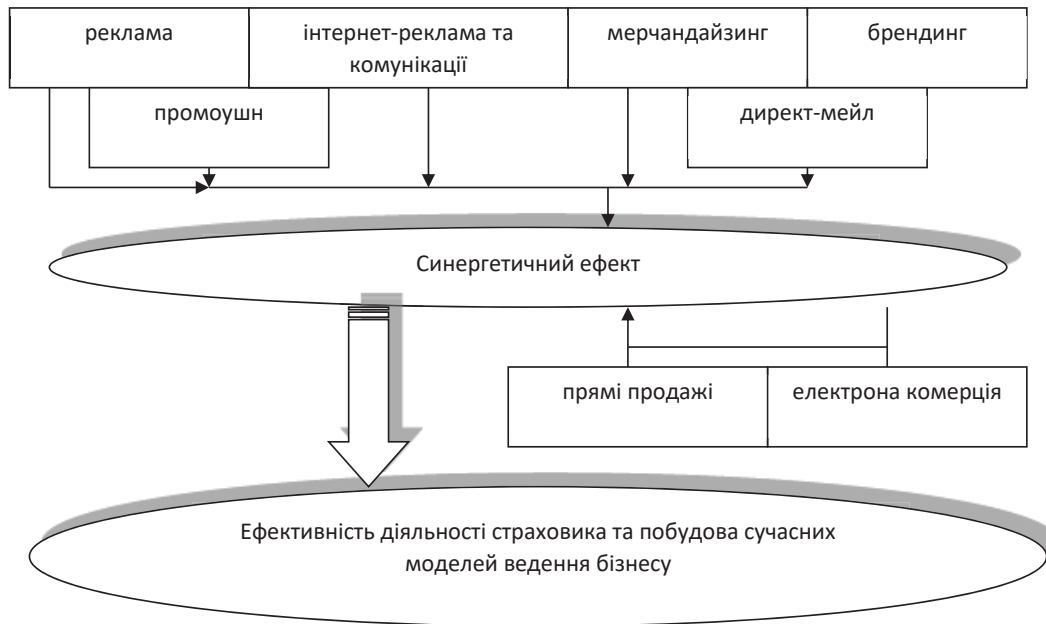 реклама
інтернет-реклама та
комунікації
мерчандайзинг
брендинг
промоушн
директ-мейл
Синергетичний ефект
прямі продажі
електрона комерція
Ефективність діяльності страховика та побудова сучасних
моделей ведення бізнесу